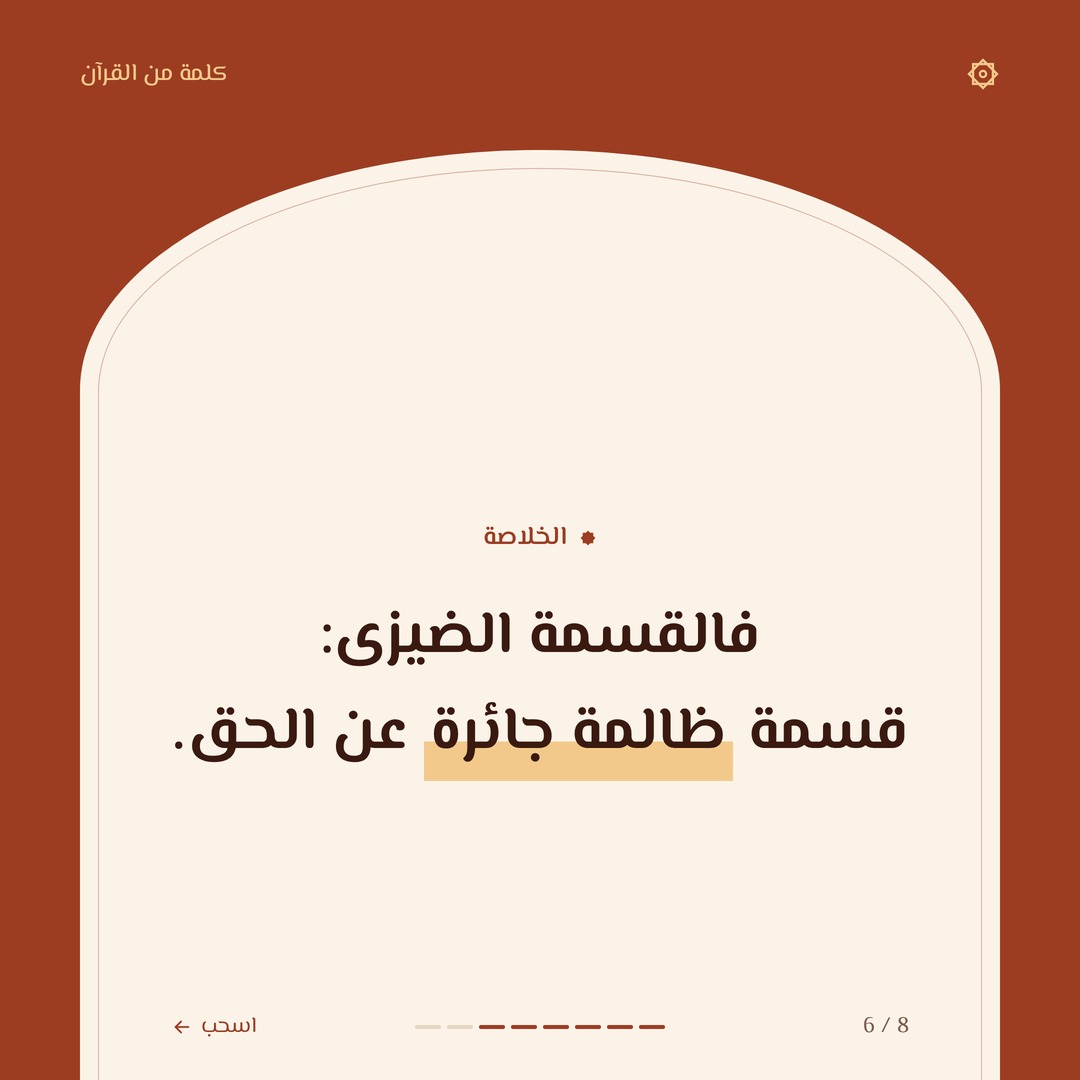 كلمة من القرآن
الخلاصة
فالقسمة الضيزى:
قسمة ظالمة جائرة عن الحق.
6 / 8
اسحب ←